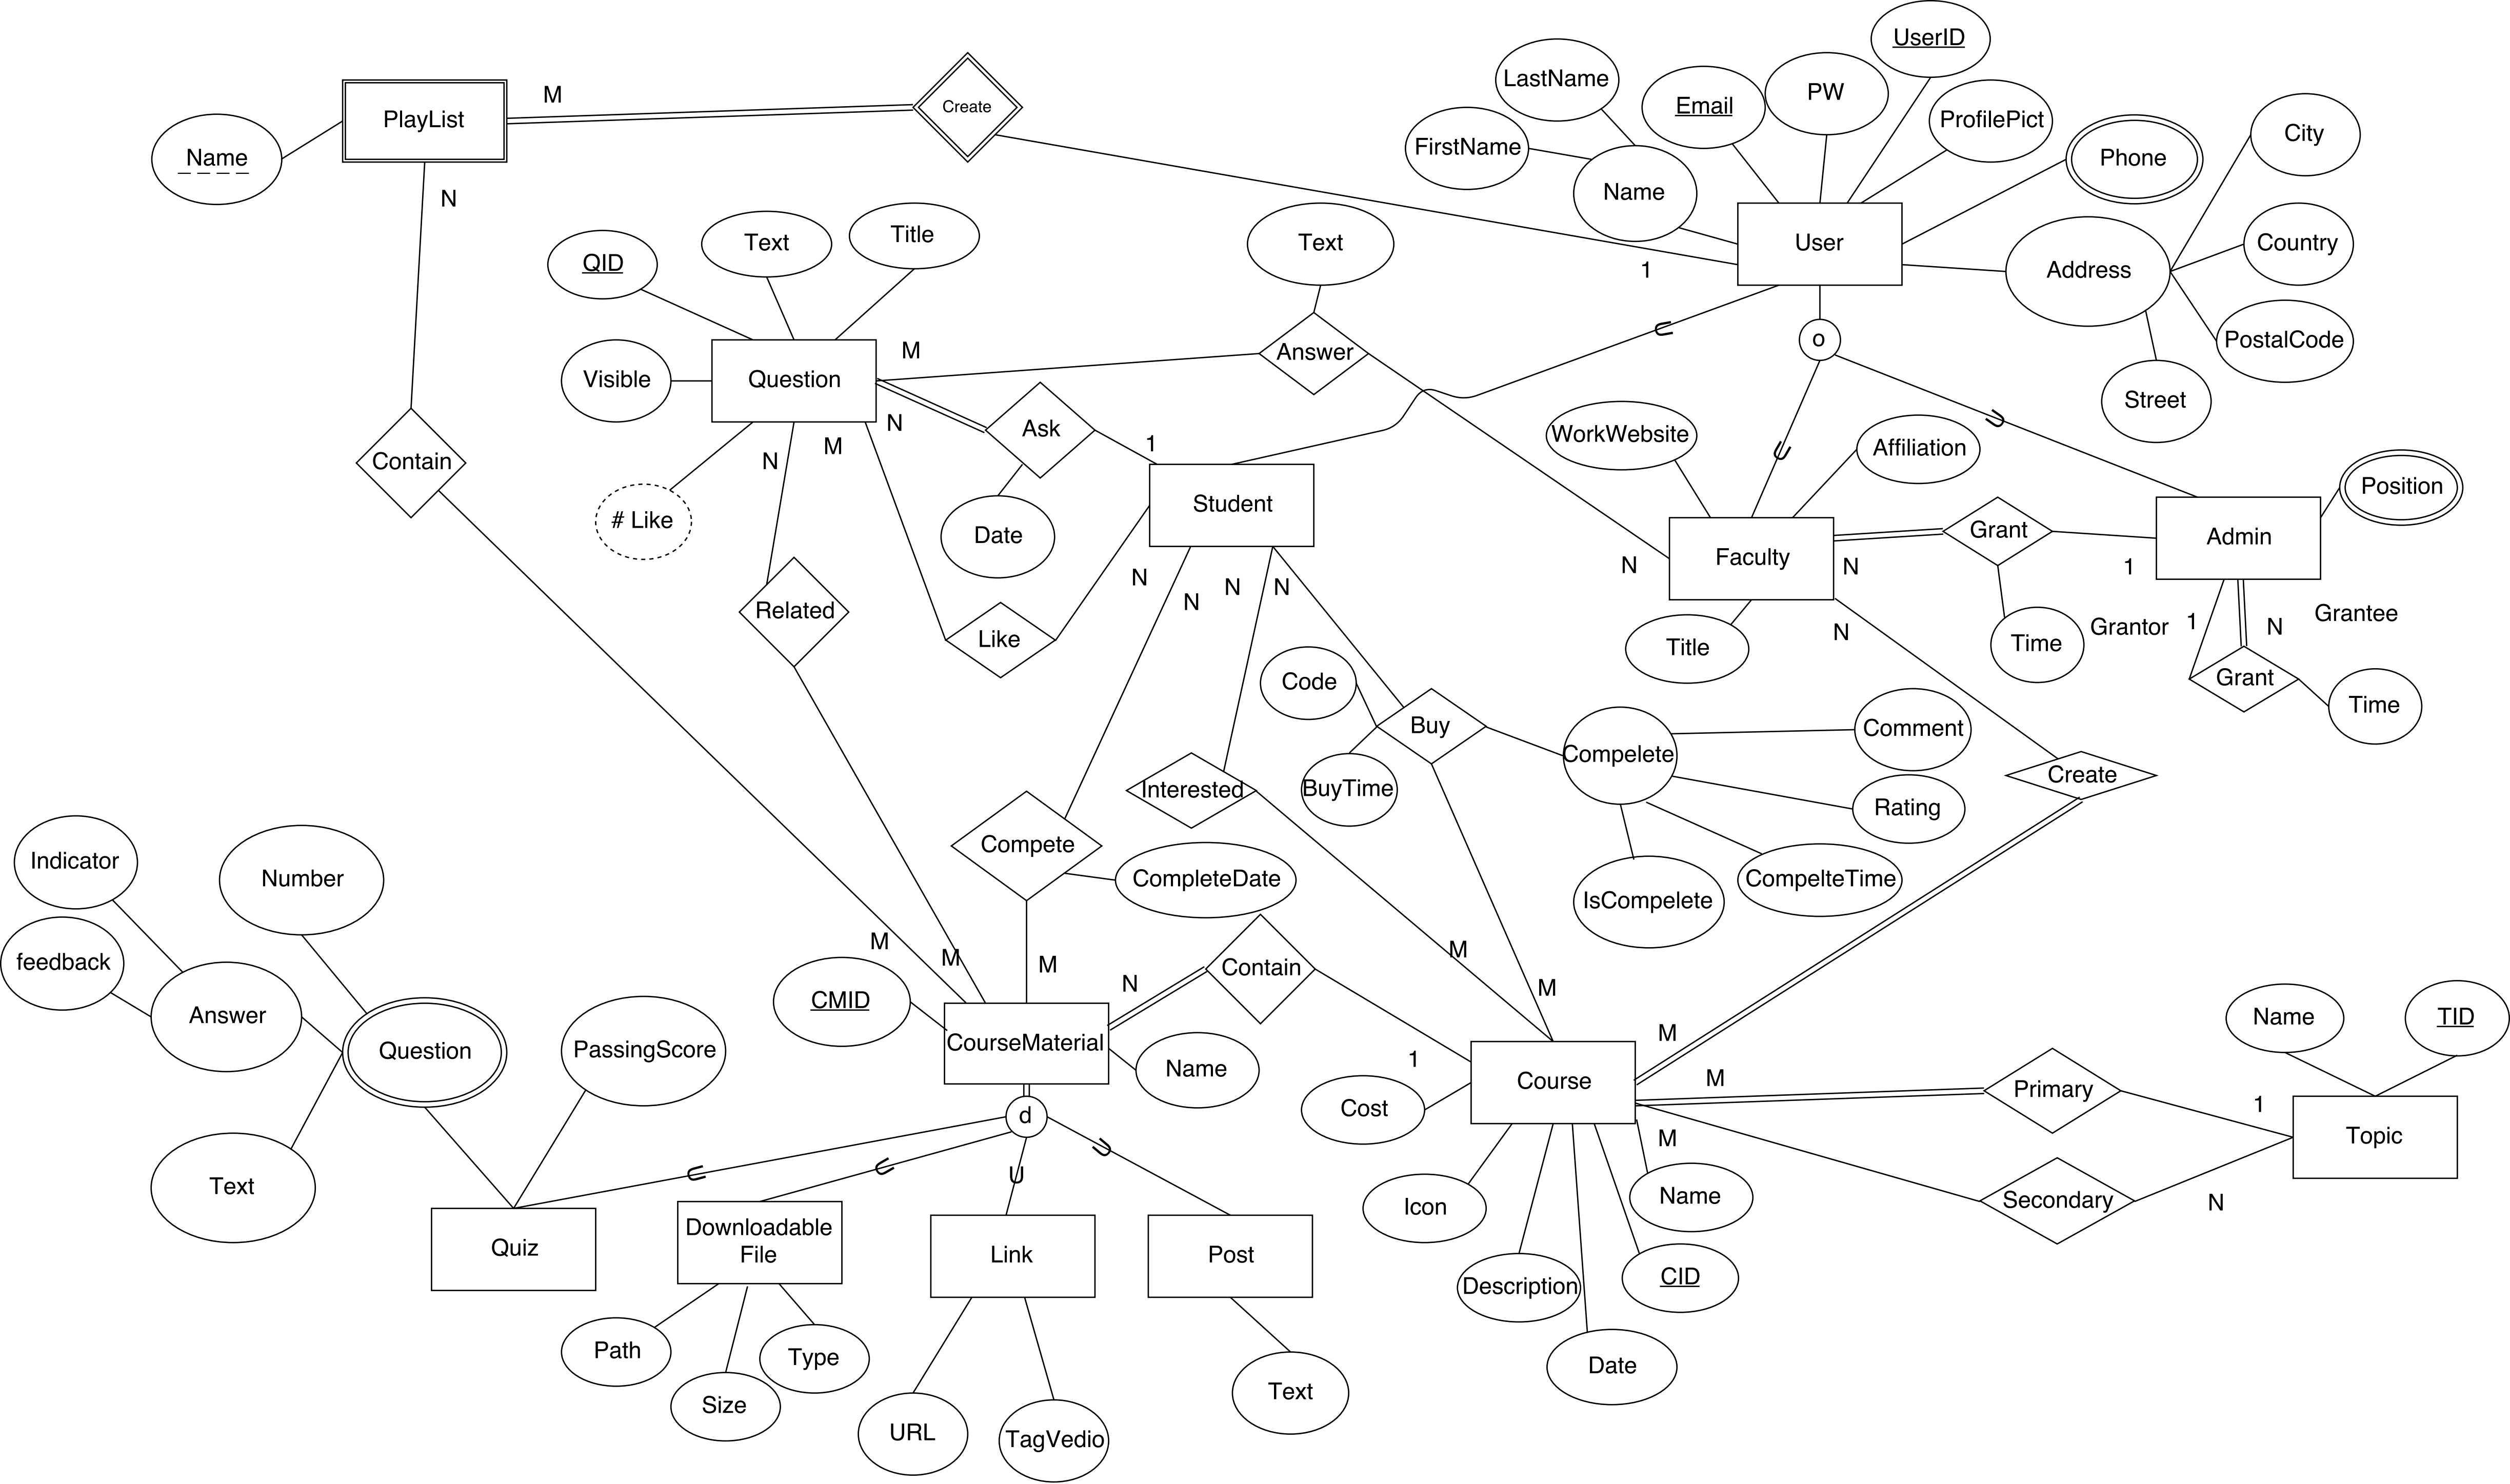 UserID
LastName
Email
PW
ProfilePict
City
M
Create
PlayList
FirstName
Phone
Name
Name
N
Country
QID
Text
Title
Text
User
Address
1
U
o
PostalCode
M
Answer
Visible
Question
Street
N
Ask
1
U
WorkWebsite
Affiliation
U
Contain
N
M
# Like
Date
Student
Position
Grant
Admin
Faculty
N
N
N
N
N
N
1
Related
Like
Title
N
Time
Grantor
1
N
Grantee
Code
Grant
Time
Buy
Compelete
Comment
Create
Interested
BuyTime
Rating
Compete
CompleteDate
IsCompelete
CompelteTime
Indicator
Number
feedback
M
M
M
N
Contain
M
M
Answer
Question
PassingScore
CMID
CourseMaterial
Name
1
M
Name
TID
Course
M
Primary
Cost
d
1
Topic
M
U
U
U
U
Text
Icon
Name
Secondary
N
Quiz
Downloadable
File
Link
Post
Description
CID
Path
Type
Size
Date
URL
TagVedio
Text